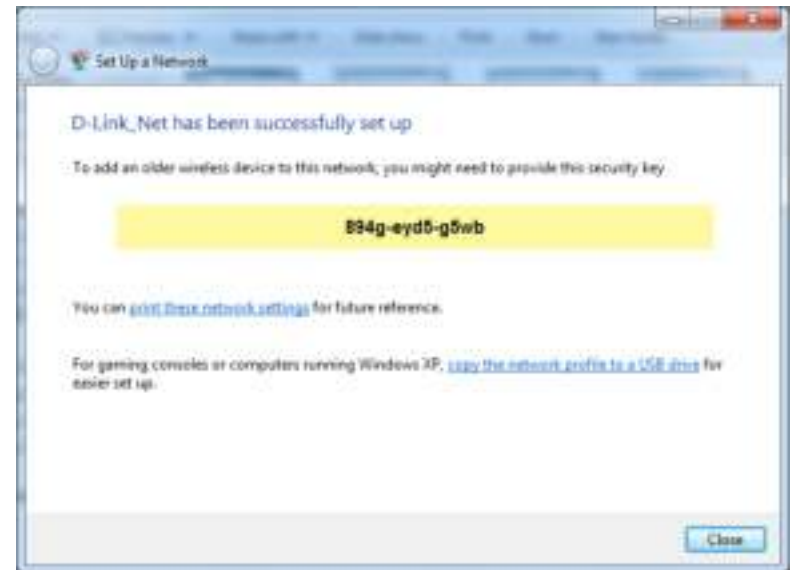 Set Up a Network
D-Link_Net has been successfully set up
To add an older wireless device to this network, you might need to provide this security key
894g-eyd5-g5wb
You can print these network settings for future reference.
For gaming consoles or computers running Windows XP, copy the network profile to a USB drive for
easier set up.
Close